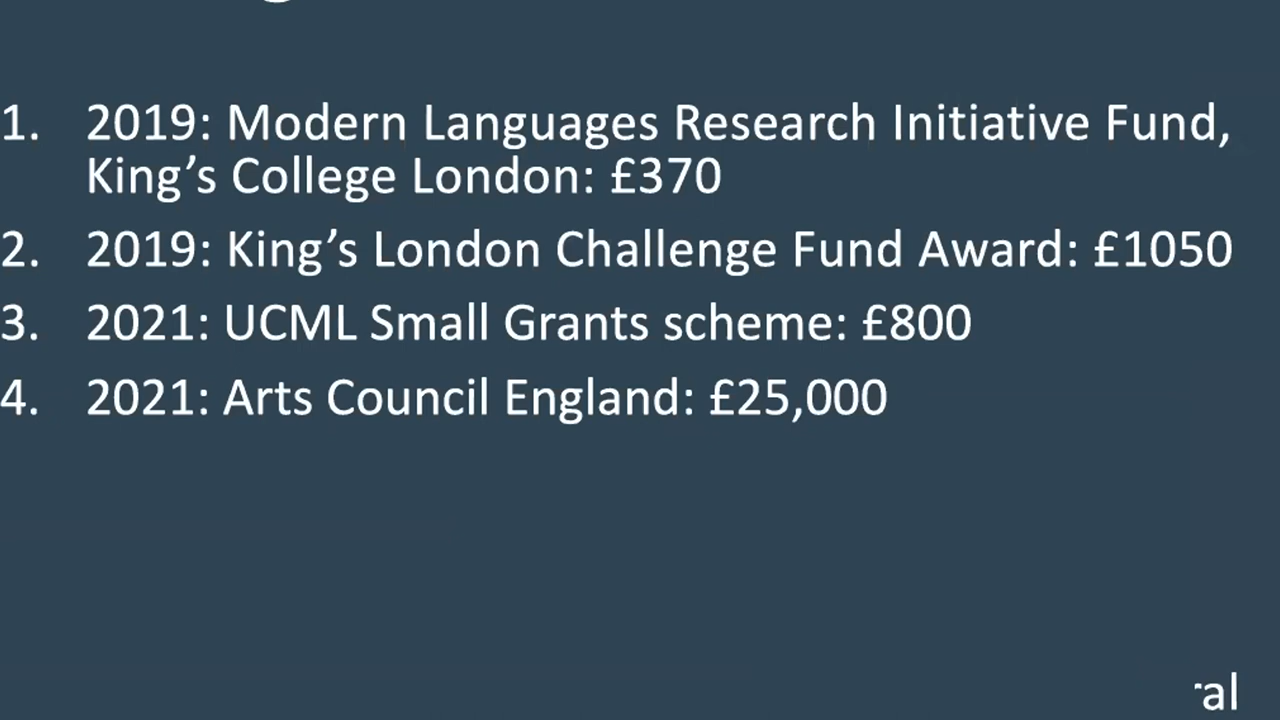 1. 2019: Modern Languages Research Initiative Fund,
King’s College London: £370
2. 2019: King’s London Challenge Fund Award: £1050
3. 2021: UCML Small Grants scheme: £800
4. 2021: Arts Council England: £25,000